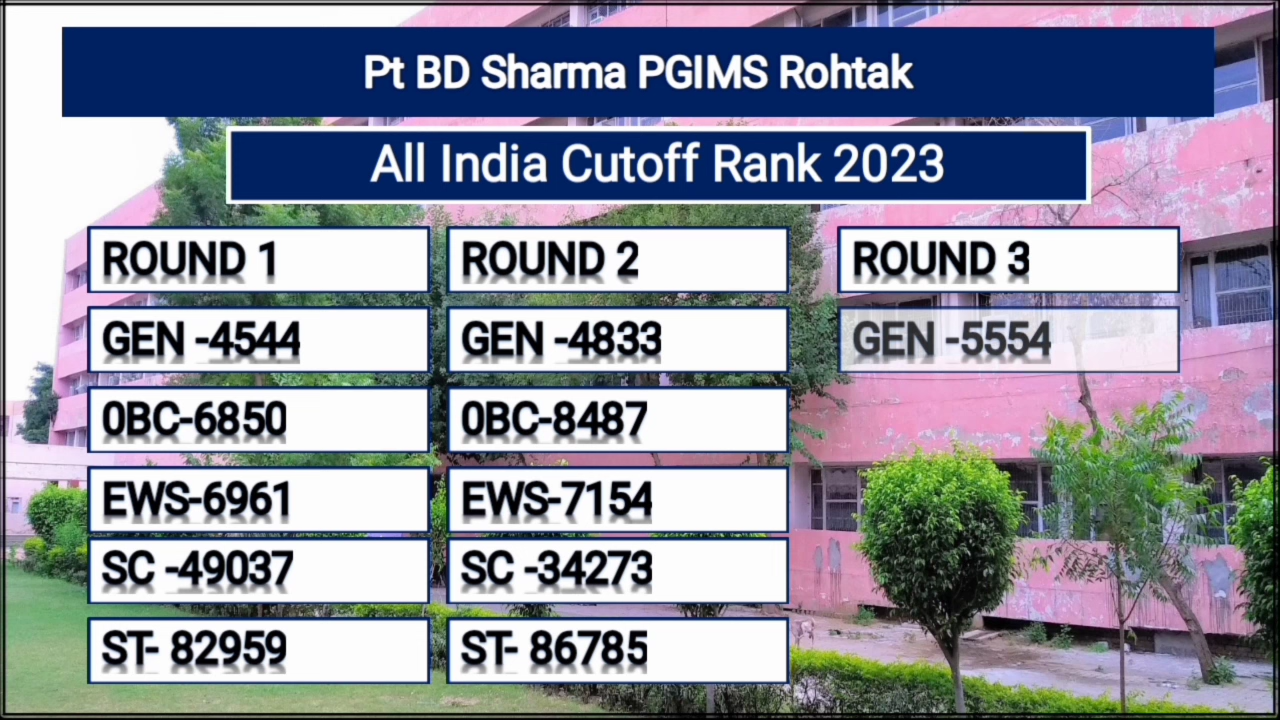 Pt BD Sharma PGIMS Rohtak
All India Cutoff Rank 2023
ROUND 1
GEN -4544
0BC-6850
EWS-6961
SC -49037
ST- 82959
ROUND 2
GEN -4833
0BC-8487
EWS-7154
SC -34273
ST- 86785
ROUND 3
GEN -5554